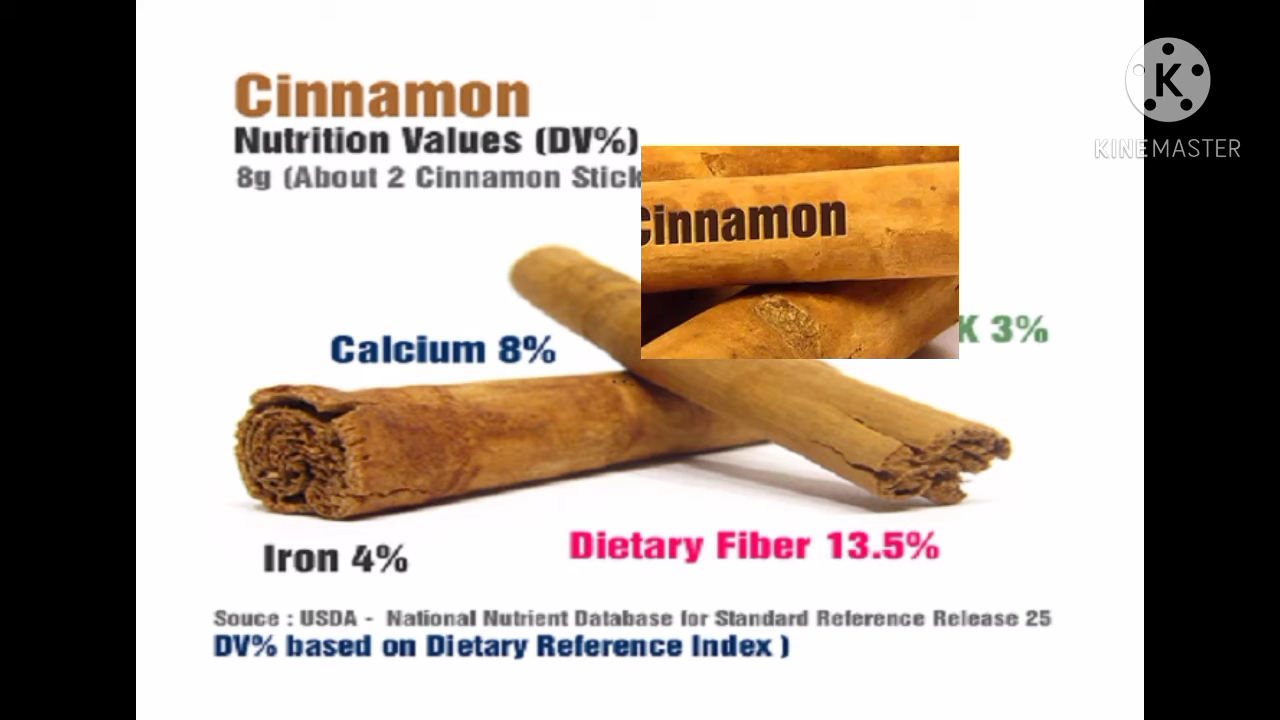 Cinnamon
Nutrition Values (DV%)
8g (About 2 Cinnamon Stick
Cinnamon
K 3%
Calcium 8%
Dietary Fiber 13.5%
Iron 4%
Souce : USDA - National Nutrient Database for Standard Reference Release 25
DV% based on Dietary Reference Index )
K
KINEMASTER